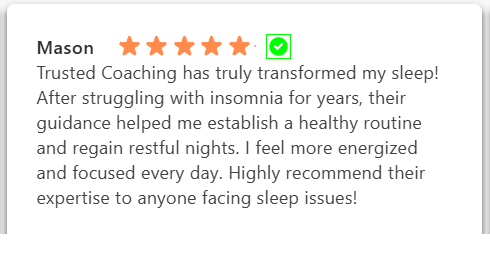 Mason
Trusted Coaching has truly transformed my sleep!
After struggling with insomnia for years, their
guidance helped me establish a healthy routine
and regain restful nights. I feel more energized
and focused every day. Highly recommend their
expertise to anyone facing sleep issues!